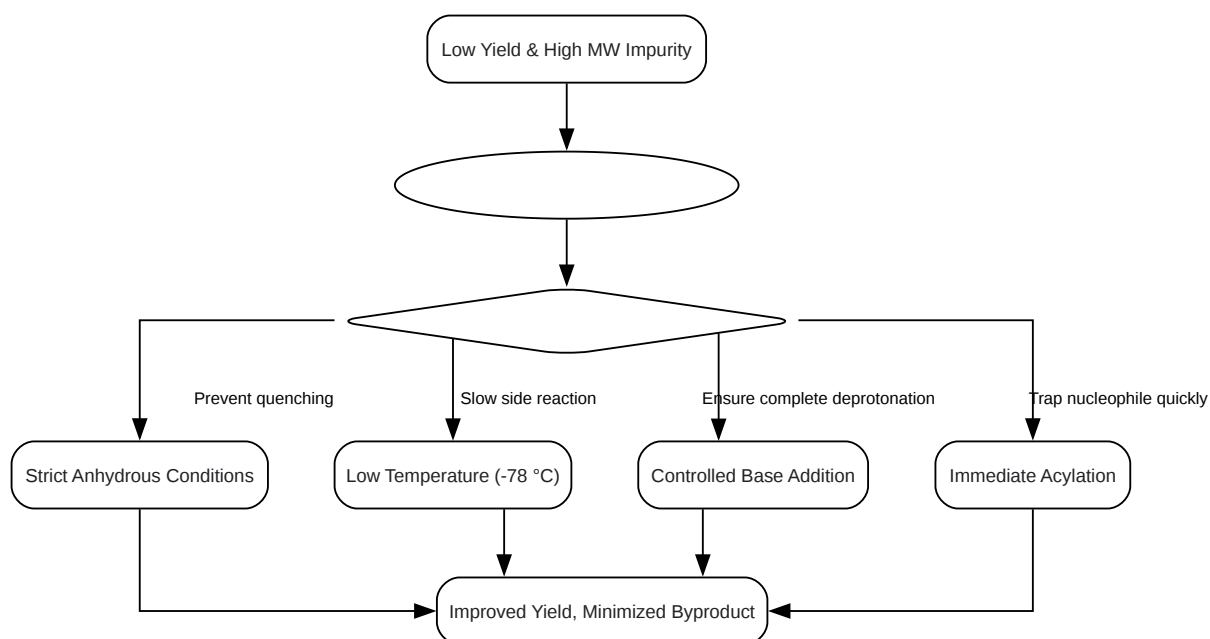 Low Yield & High MW Impurity
Prevent quenching
Slow side reaction
Ensure complete deprotonation
Trap nucleophile quickly
Strict Anhydrous Conditions
Low Temperature (-78 °C)
Controlled Base Addition
Immediate Acylation
Improved Yield, Minimized Byproduct